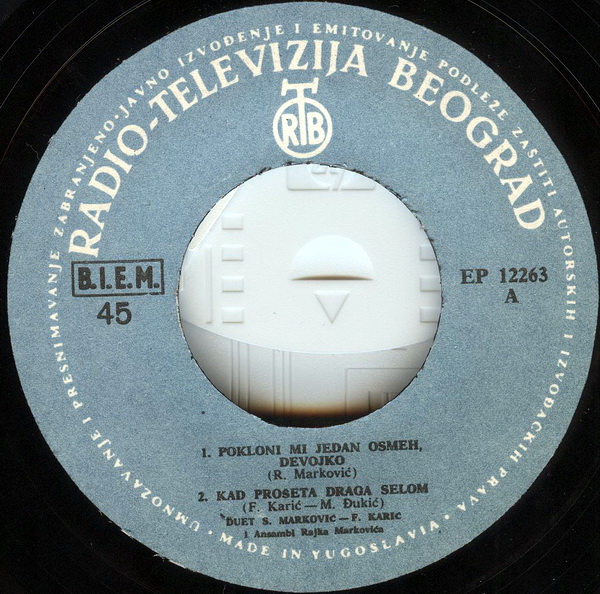 UMNOŽAVANJE I PRESNIMAVANJE ZABRANJENO·JAVNO IZVOĐENJE I EMITOVANJE PODLEŽE ZAŠTITI AUTORSKIH I IZVOĐAČKIH PRAVA·
RADIO-TELEVIZIJA BEOGRAD
RTB
B.I.E.M.
45
EP 12263
A
1. POKLONI MI JEDAN OSMEH,
DEVOJKO
(R. Marković)
2. KAD PROŠETA DRAGA SELOM
(F. Karić — M. Đukić)
DUET S. MARKOVIĆ — F. KARIĆ
i Ansambl Rajka Markovića
·MADE IN YUGOSLAVIA·